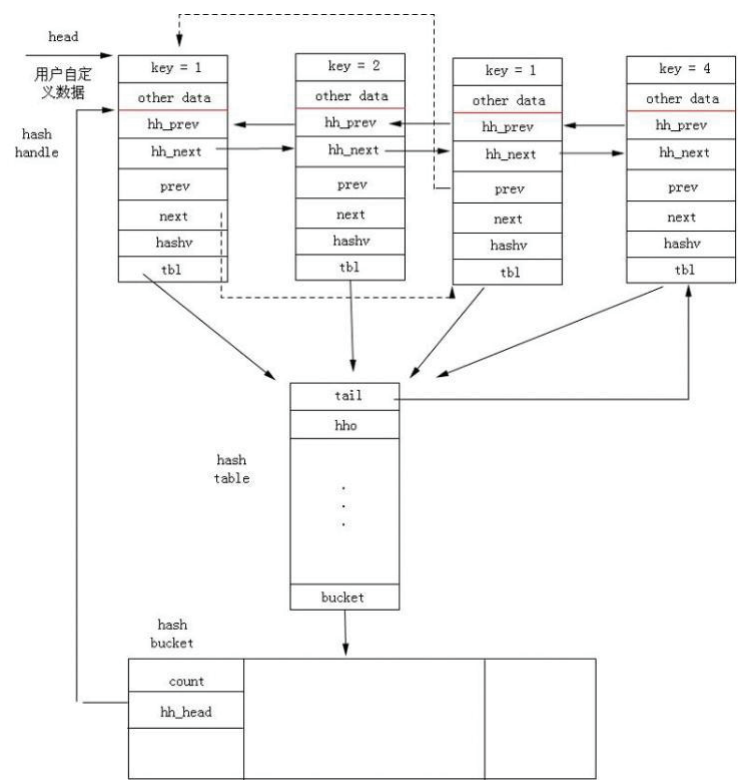 head
用户自定
义数据
hash
handle
key = 1
other data
hh_prev
hh_next
prev
next
hashv
tbl
key = 2
other data
hh_prev
hh_next
prev
next
hashv
tbl
key = 1
other data
hh_prev
hh_next
prev
next
hashv
tbl
key = 4
other data
hh_prev
hh_next
prev
next
hashv
tbl
hash
table
tail
hho
.
.
.
bucket
hash
bucket
count
hh_head